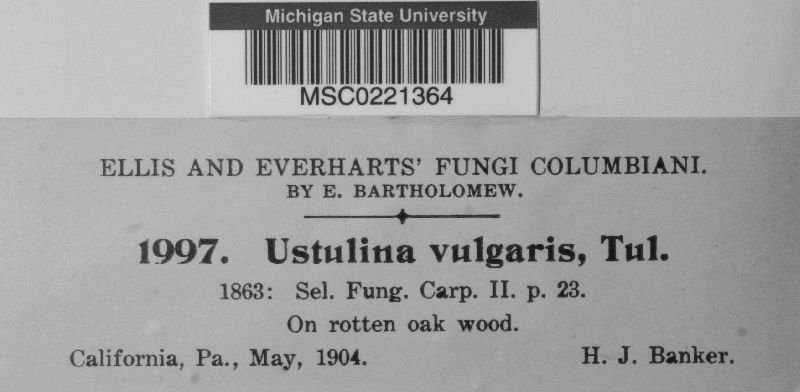 Michigan State University
MSC0221364
ELLIS AND EVERHARTS' FUNGI COLUMBIANI.
BY E. BARTHOLOMEW.
1997. Ustulina vulgaris, Tul.
1863: Sel. Fung. Carp. II. p. 23.
On rotten oak wood.
California, Pa., May, 1904. H. J. Banker.